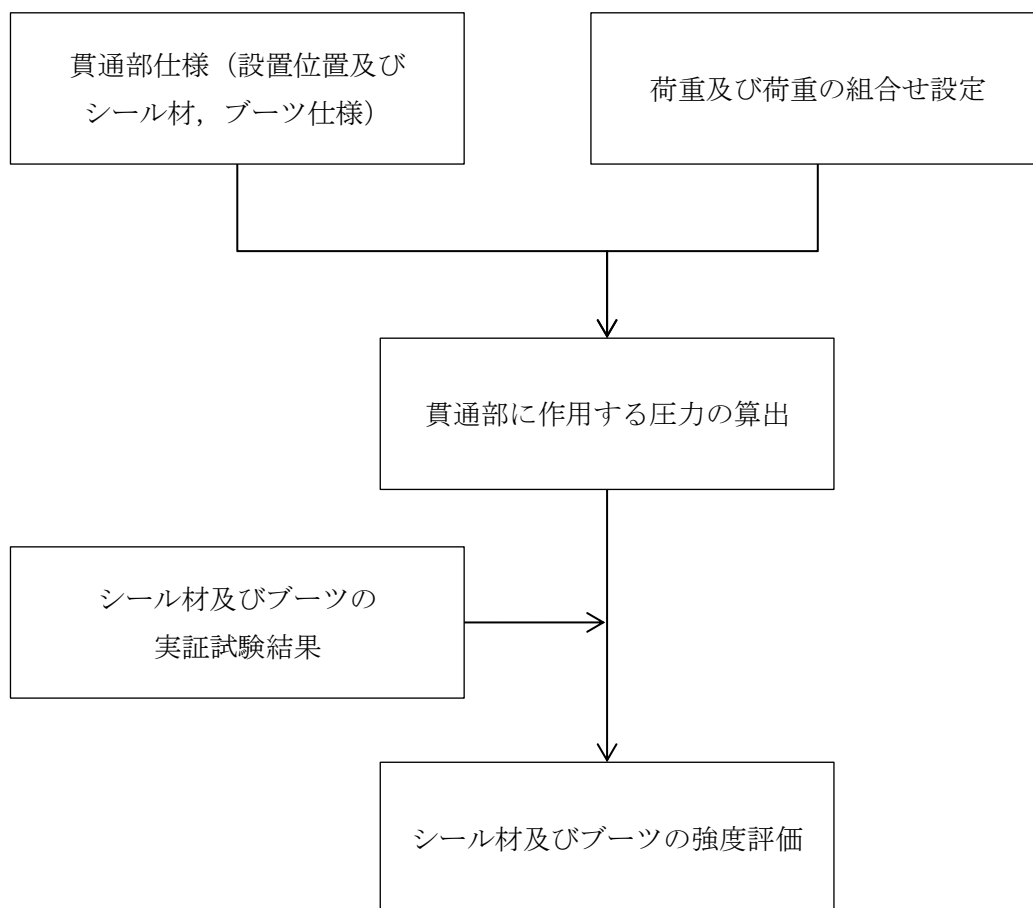 貫通部仕様（設置位置及び
シール材，ブーツ仕様）
荷重及び荷重の組合せ設定
貫通部に作用する圧力の算出
シール材及びブーツの
実証試験結果
シール材及びブーツの強度評価